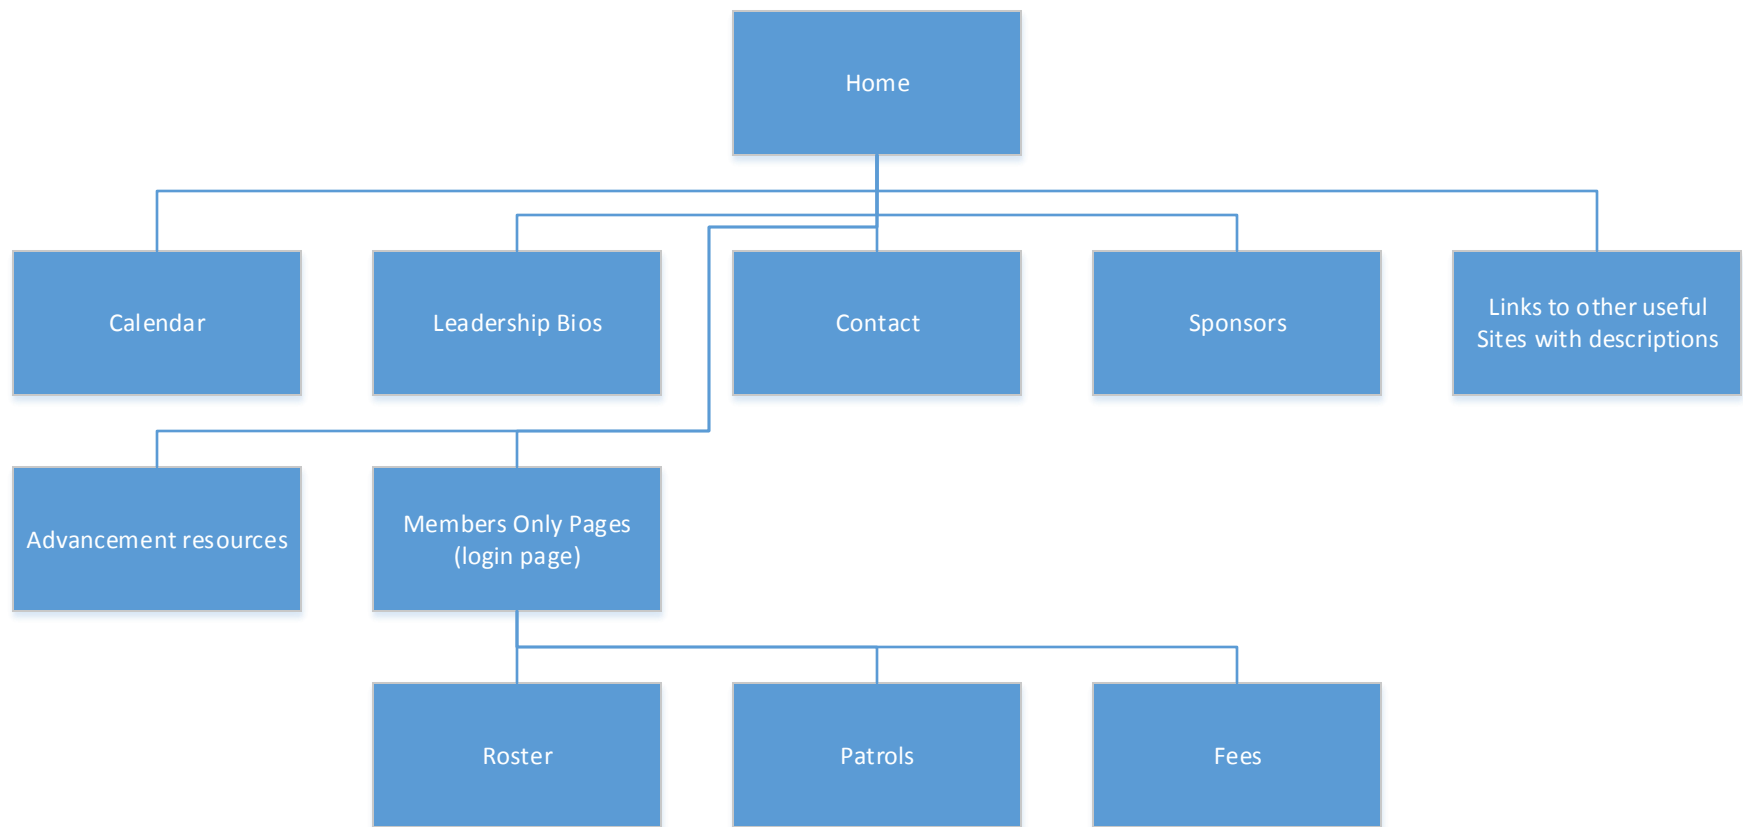 Home
Calendar
Leadership Bios
Contact
Sponsors
Links to other useful
Sites with descriptions
Advancement resources
Members Only Pages
(login page)
Roster
Patrols
Fees